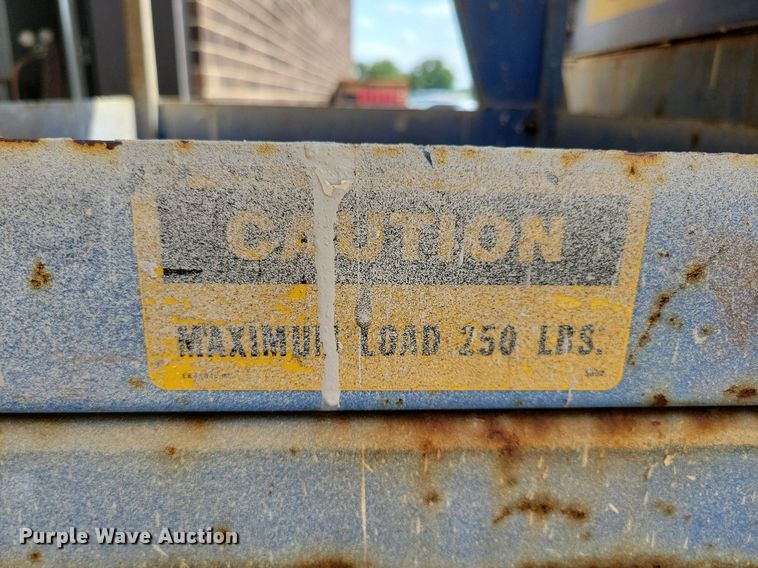 CAUTION
MAXIMUM LOAD 250 LBS.
Purple Wave Auction